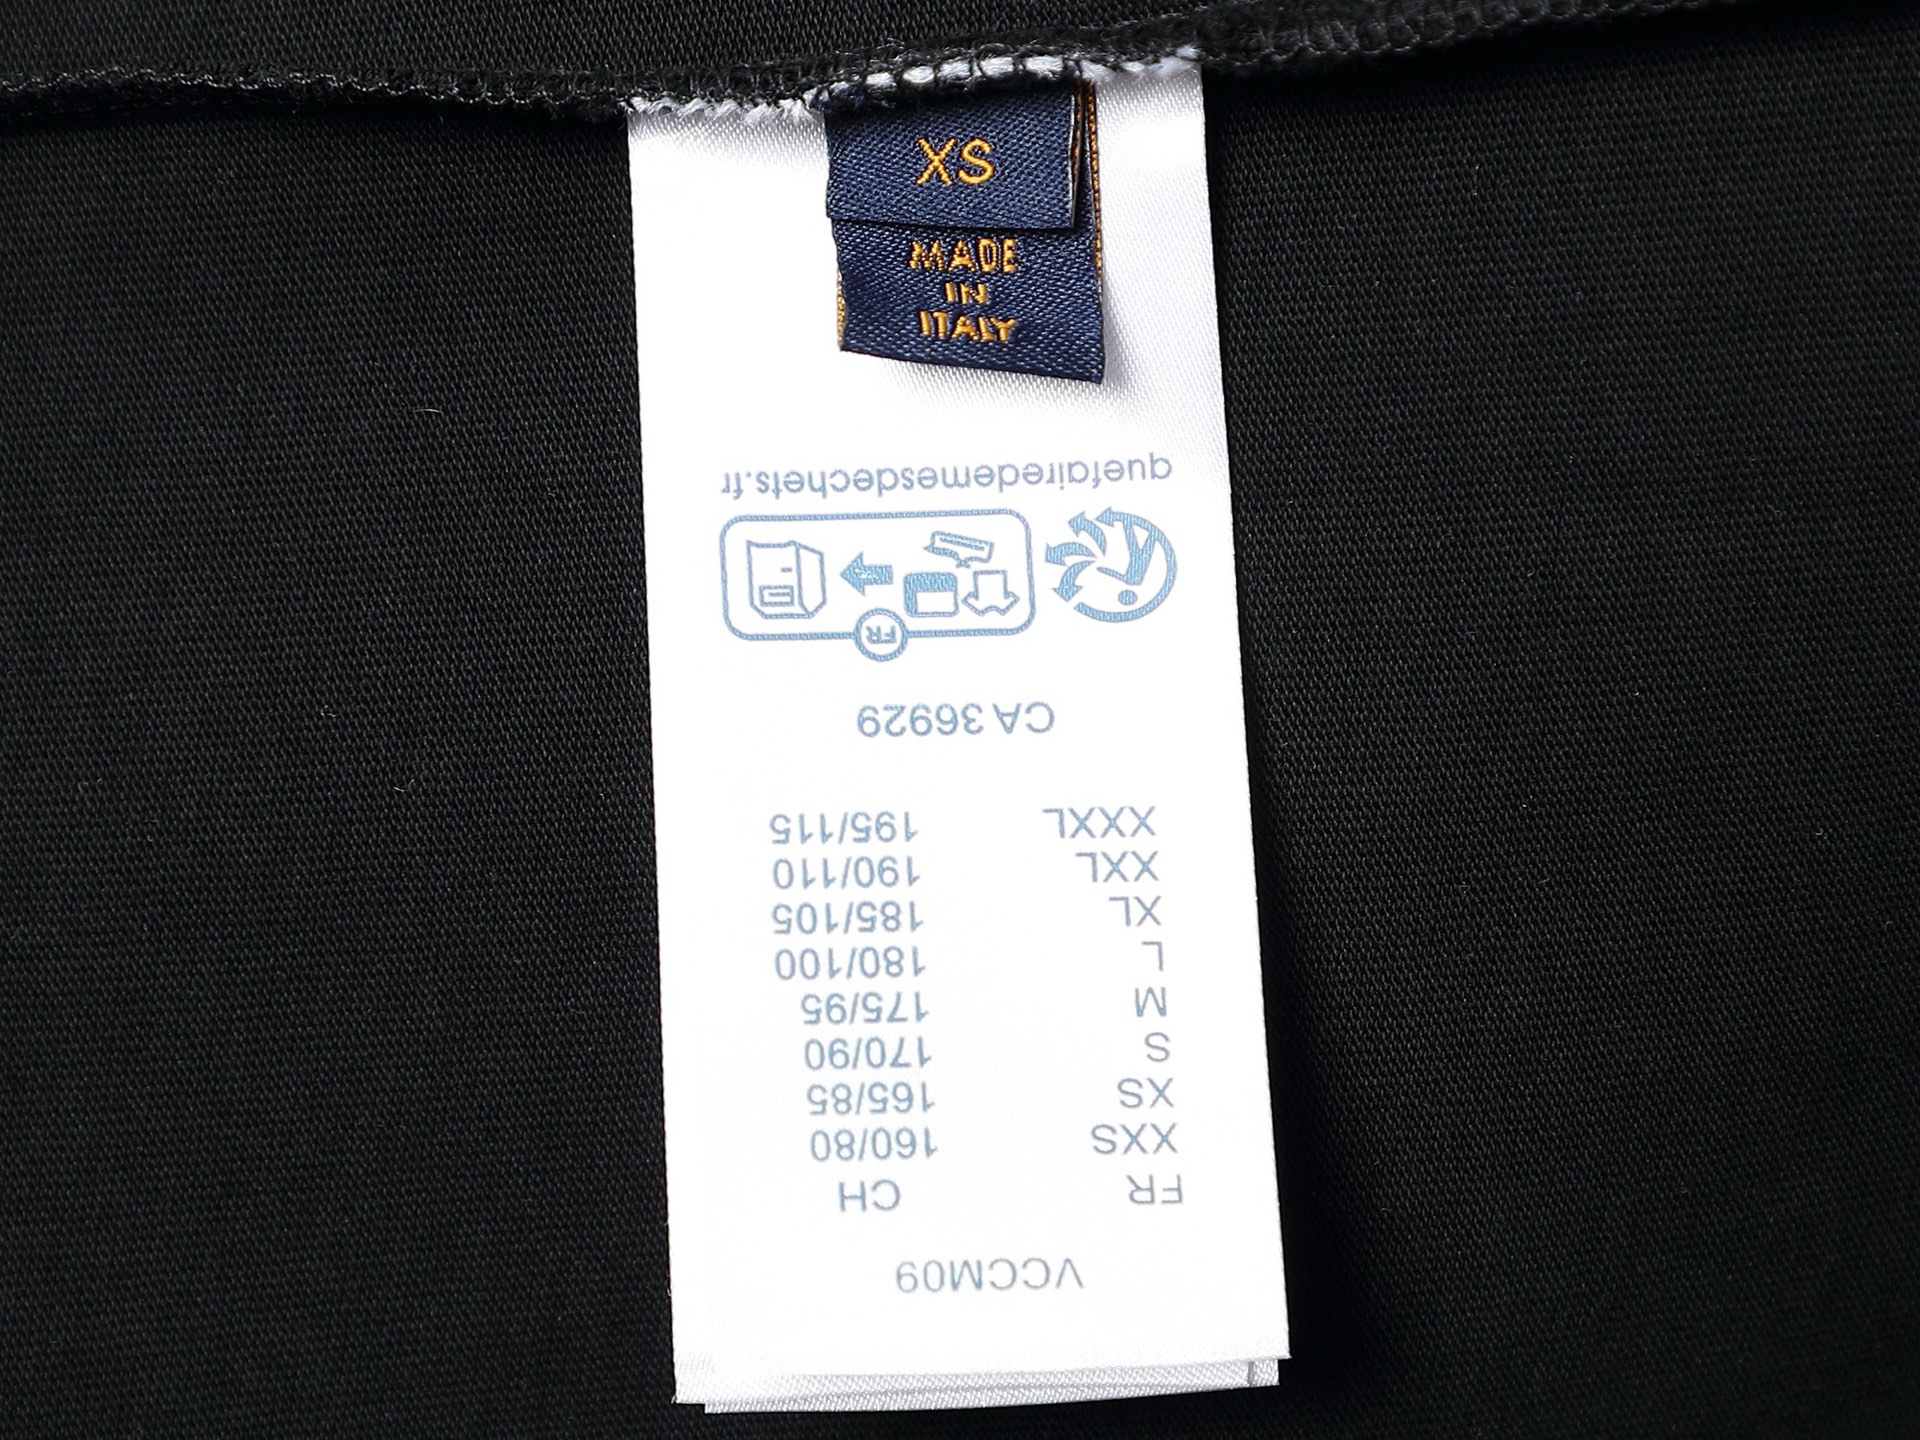 XS
MADE
IN
ITALY
VCCM09
FR CH
XXS 160/80
XS 165/85
S 170/90
M 175/95
L 180/100
XL 185/105
XXL 190/110
XXXL 195/115
CA 36929
FR
quefairedemesdechets.fr